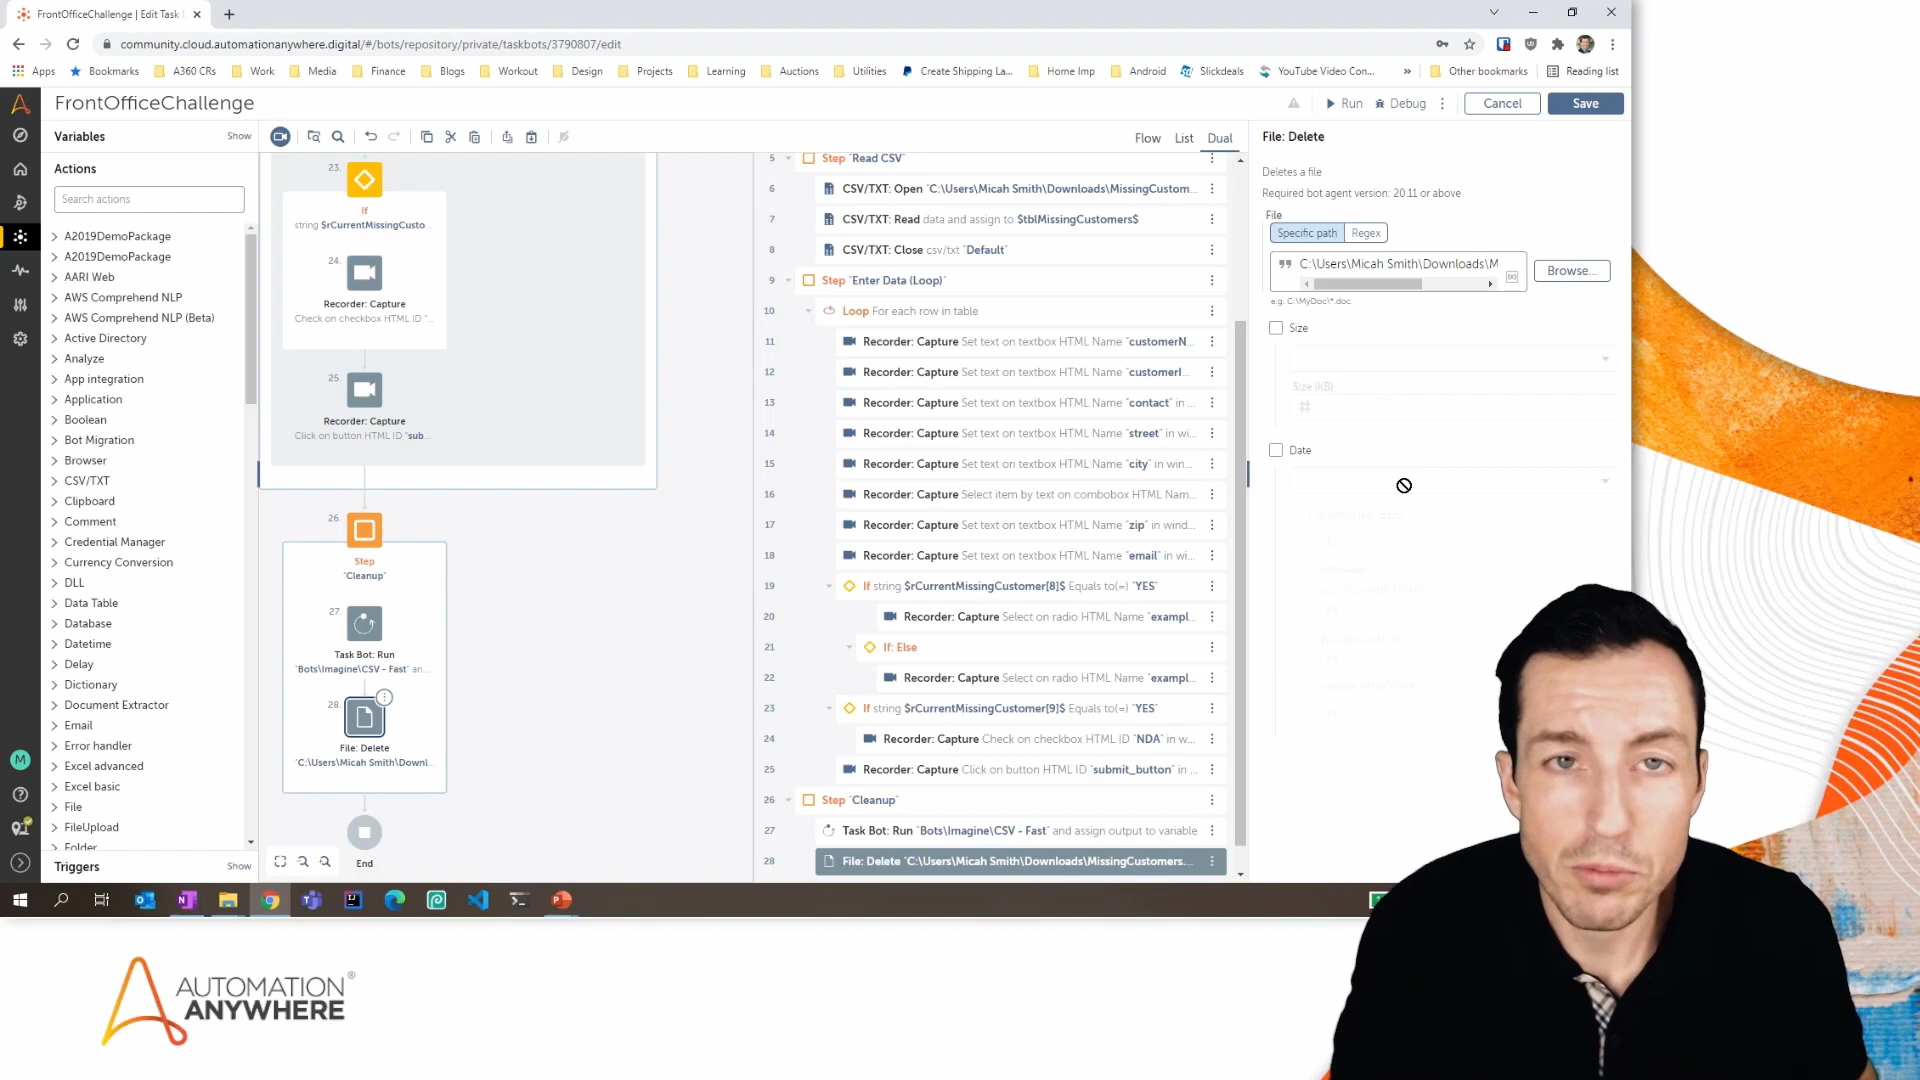 FrontOfficeChallenge | Edit Task
community.cloud.automationanywhere.digital/#/bots/repository/private/taskbots/3790807/edit
Apps
Bookmarks
A360 CRs
Work
Media
Finance
Blogs
Workout
Design
Projects
Learning
Auctions
Utilities
Create Shipping La...
Home Imp
Android
Slickdeals
YouTube Video Con...
»
Other bookmarks
Reading list
FrontOfficeChallenge
Run
Debug
Cancel
Save
Variables
Show
Actions
Search actions
A2019DemoPackage
A2019DemoPackage
AARI Web
AWS Comprehend NLP
AWS Comprehend NLP (Beta)
Active Directory
Analyze
App integration
Application
Boolean
Bot Migration
Browser
CSV/TXT
Clipboard
Comment
Credential Manager
Currency Conversion
DLL
Data Table
Database
Datetime
Delay
Dictionary
Document Extractor
Email
Error handler
Excel advanced
Excel basic
File
FileUpload
Folder
Triggers
Show
M
23.
If
string $rCurrentMissingCusto...
24.
Recorder: Capture
Check on checkbox HTML ID "...
25.
Recorder: Capture
Click on button HTML ID "sub...
26.
Step
"Cleanup"
27.
Task Bot: Run
"Bots\Imagine\CSV - Fast" an...
28.
File: Delete
"C:\Users\Micah Smith\Downl...
End
Flow
List
Dual
5 Step "Read CSV"
6 CSV/TXT: Open "C:\Users\Micah Smith\Downloads\MissingCustom...
7 CSV/TXT: Read data and assign to $tblMissingCustomers$
8 CSV/TXT: Close csv/txt "Default"
9 Step "Enter Data (Loop)"
10 Loop For each row in table
11 Recorder: Capture Set text on textbox HTML Name "customerN...
12 Recorder: Capture Set text on textbox HTML Name "customerI...
13 Recorder: Capture Set text on textbox HTML Name "contact" in ...
14 Recorder: Capture Set text on textbox HTML Name "street" in wi...
15 Recorder: Capture Set text on textbox HTML Name "city" in win...
16 Recorder: Capture Select item by text on combobox HTML Nam...
17 Recorder: Capture Set text on textbox HTML Name "zip" in wind...
18 Recorder: Capture Set text on textbox HTML Name "email" in wi...
19 If string $rCurrentMissingCustomer[8]$ Equals to(=) "YES"
20 Recorder: Capture Select on radio HTML Name "exampl...
21 If: Else
22 Recorder: Capture Select on radio HTML Name "exampl...
23 If string $rCurrentMissingCustomer[9]$ Equals to(=) "YES"
24 Recorder: Capture Check on checkbox HTML ID "NDA" in w...
25 Recorder: Capture Click on button HTML ID "submit_button" in ...
26 Step "Cleanup"
27 Task Bot: Run "Bots\Imagine\CSV - Fast" and assign output to variable
28 File: Delete "C:\Users\Micah Smith\Downloads\MissingCustomers....
File: Delete
Deletes a file
Required bot agent version: 20.11 or above
File
Specific path
Regex
C:\Users\Micah Smith\Downloads\M
Browse...
e.g. C:\MyDoc\*.doc
Size
Size (KB)
Date
AUTOMATION
ANYWHERE®